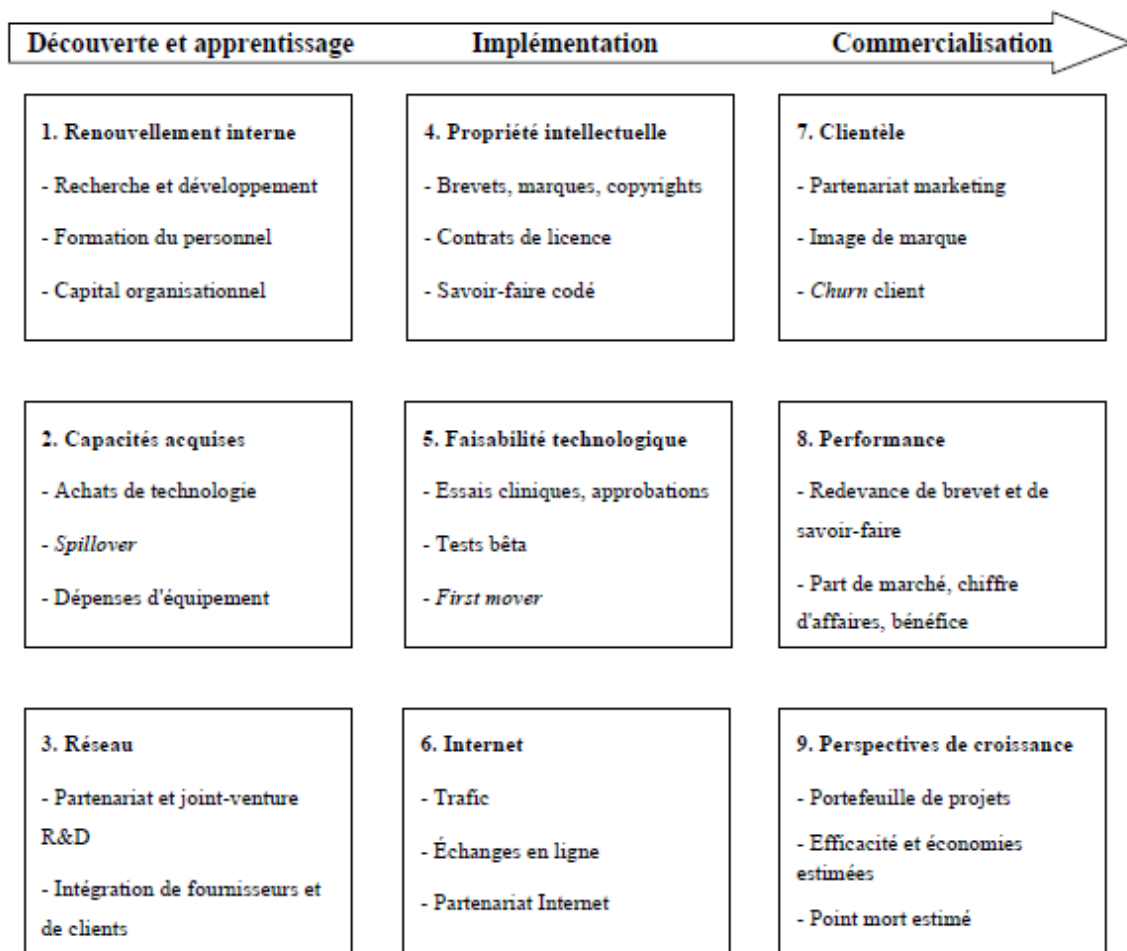 Découverte et apprentissage
Implémentation
Commercialisation
1. Renouvellement interne
- Recherche et développement
- Formation du personnel
- Capital organisationnel
4. Propriété intellectuelle
- Brevets, marques, copyrights
- Contrats de licence
- Savoir-faire codé
7. Clientèle
- Partenariat marketing
- Image de marque
- Churn client
2. Capacités acquises
- Achats de technologie
- Spillover
- Dépenses d'équipement
5. Faisabilité technologique
- Essais cliniques, approbations
- Tests bêta
- First mover
8. Performance
- Redevance de brevet et de
savoir-faire
- Part de marché, chiffre
d'affaires, bénéfice
3. Réseau
- Partenariat et joint-venture
R&D
- Intégration de fournisseurs et
de clients
6. Internet
- Trafic
- Échanges en ligne
- Partenariat Internet
9. Perspectives de croissance
- Portefeuille de projets
- Efficacité et économies
estimées
- Point mort estimé